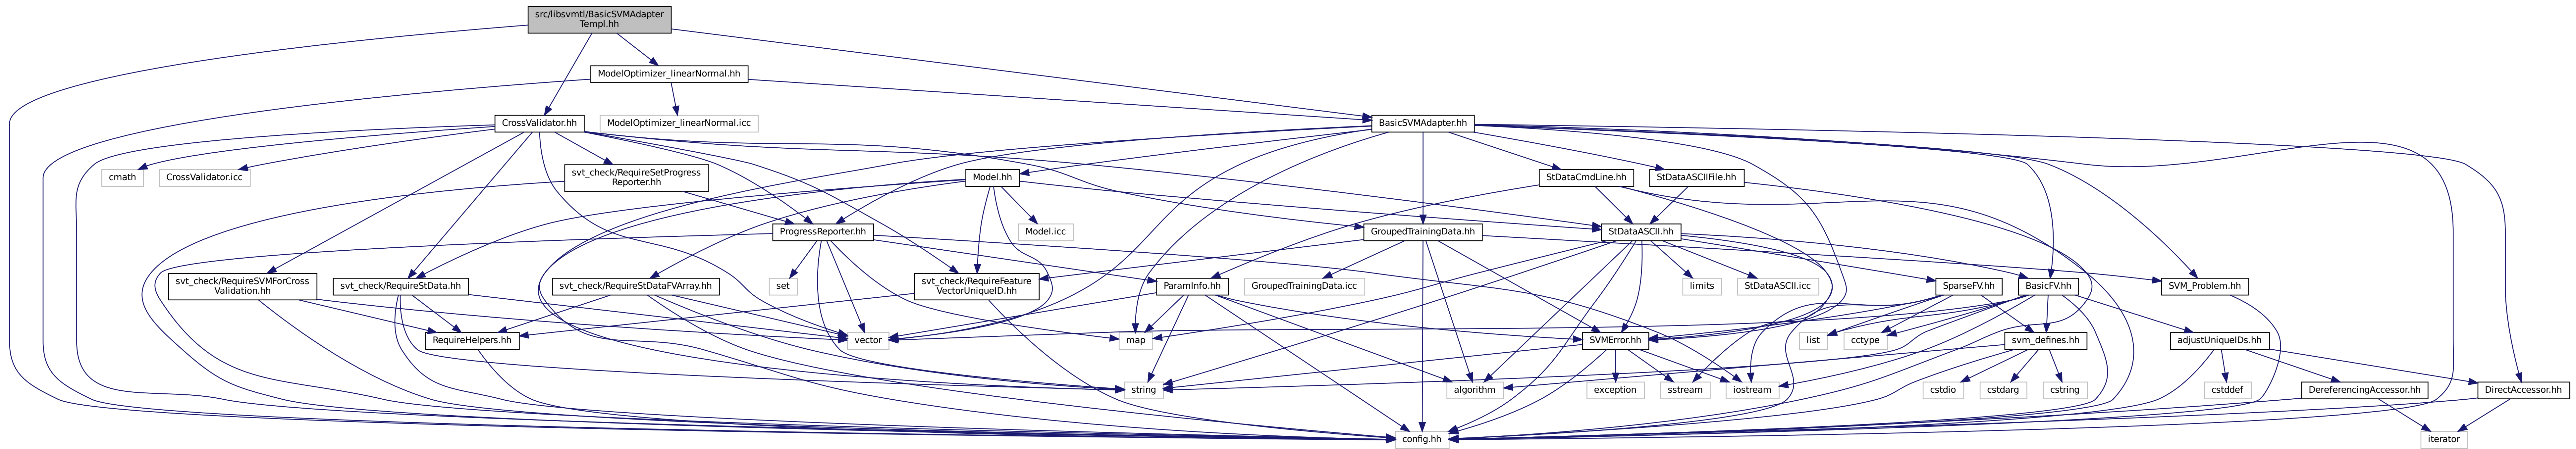 src/libsvmtl/BasicSVMAdapter
Templ.hh
ModelOptimizer_linearNormal.hh
CrossValidator.hh
ModelOptimizer_linearNormal.icc
BasicSVMAdapter.hh
cmath
CrossValidator.icc
svt_check/RequireSetProgress
Reporter.hh
Model.hh
StDataCmdLine.hh
StDataASCIIFile.hh
ProgressReporter.hh
Model.icc
GroupedTrainingData.hh
StDataASCII.hh
svt_check/RequireSVMForCross
Validation.hh
svt_check/RequireStData.hh
svt_check/RequireStDataFVArray.hh
set
svt_check/RequireFeature
VectorUniqueID.hh
ParamInfo.hh
GroupedTrainingData.icc
limits
StDataASCII.icc
SparseFV.hh
BasicFV.hh
SVM_Problem.hh
RequireHelpers.hh
vector
map
SVMError.hh
list
cctype
svm_defines.hh
adjustUniqueIDs.hh
string
algorithm
exception
sstream
iostream
cstdio
cstdarg
cstring
cstddef
DereferencingAccessor.hh
DirectAccessor.hh
config.hh
iterator